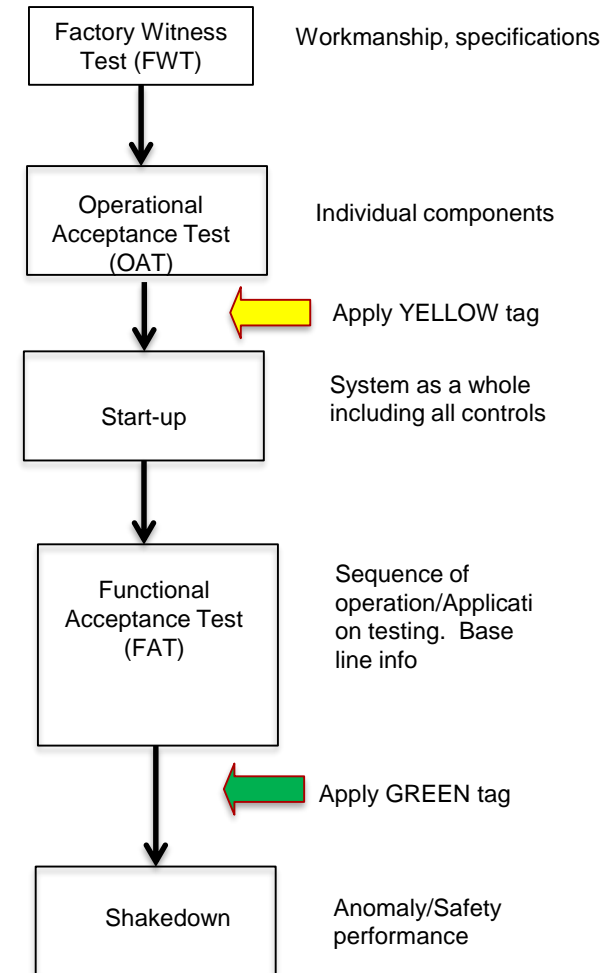 Factory Witness
Test (FWT)
Workmanship, specifications
Operational
Acceptance Test
(OAT)
Individual components
Apply YELLOW tag
Start-up
System as a whole
including all controls
Functional
Acceptance Test
(FAT)
Sequence of
operation/Applicati
on testing.  Base
line info
Apply GREEN tag
Shakedown
Anomaly/Safety
performance